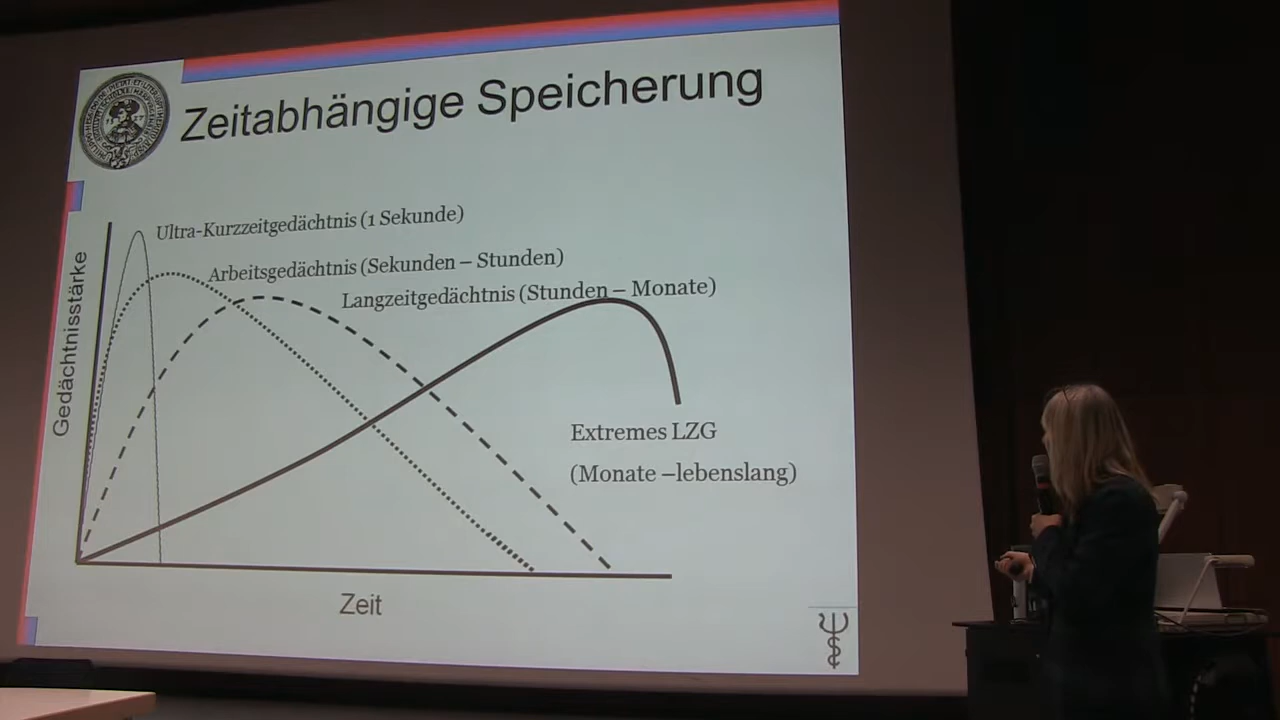 Zeitabhängige Speicherung
Ultra-Kurzzeitgedächtnis (1 Sekunde)
Arbeitsgedächtnis (Sekunden – Stunden)
Langzeitgedächtnis (Stunden – Monate)
Gedächtnisstärke
Extremes LZG
(Monate –lebenslang)
Zeit